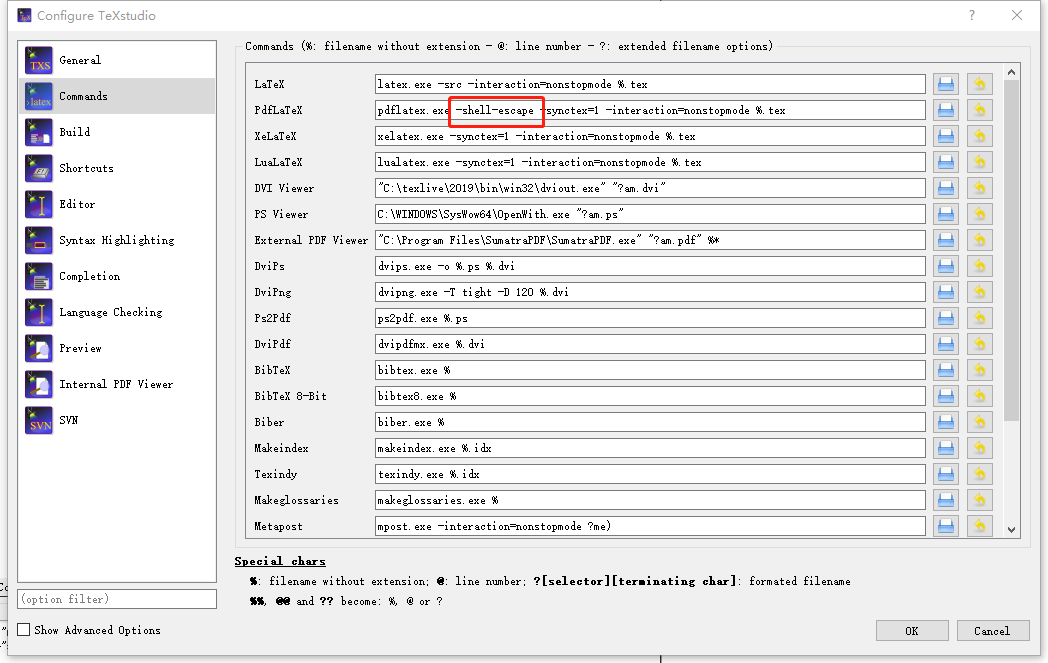 Configure TeXstudio
?
General
Commands
Build
Shortcuts
Editor
Syntax Highlighting
Completion
Language Checking
Preview
Internal PDF Viewer
SVN
(option filter)
Show Advanced Options
Commands (%: filename without extension - @: line number - ?: extended filename options)
LaTeX latex.exe -src -interaction=nonstopmode %.tex
PdfLaTeX pdflatex.exe -shell-escape -synctex=1 -interaction=nonstopmode %.tex
XeLaTeX xelatex.exe -synctex=1 -interaction=nonstopmode %.tex
LuaLaTeX lualatex.exe -synctex=1 -interaction=nonstopmode %.tex
DVI Viewer "C:\texlive\2019\bin\win32\dviout.exe" "?am.dvi"
PS Viewer C:\WINDOWS\SysWow64\OpenWith.exe "?am.ps"
External PDF Viewer "C:\Program Files\SumatraPDF\SumatraPDF.exe" "?am.pdf" %*
DviPs dvips.exe -o %.ps %.dvi
DviPng dvipng.exe -T tight -D 120 %.dvi
Ps2Pdf ps2pdf.exe %.ps
DviPdf dvipdfmx.exe %.dvi
BibTeX bibtex.exe %
BibTeX 8-Bit bibtex8.exe %
Biber biber.exe %
Makeindex makeindex.exe %.idx
Texindy texindy.exe %.idx
Makeglossaries makeglossaries.exe %
Metapost mpost.exe -interaction=nonstopmode ?me)
Special chars
%: filename without extension; @: line number; ?[selector][terminating char]: formated filename
%%, @@ and ?? become: %, @ or ?
OK
Cancel